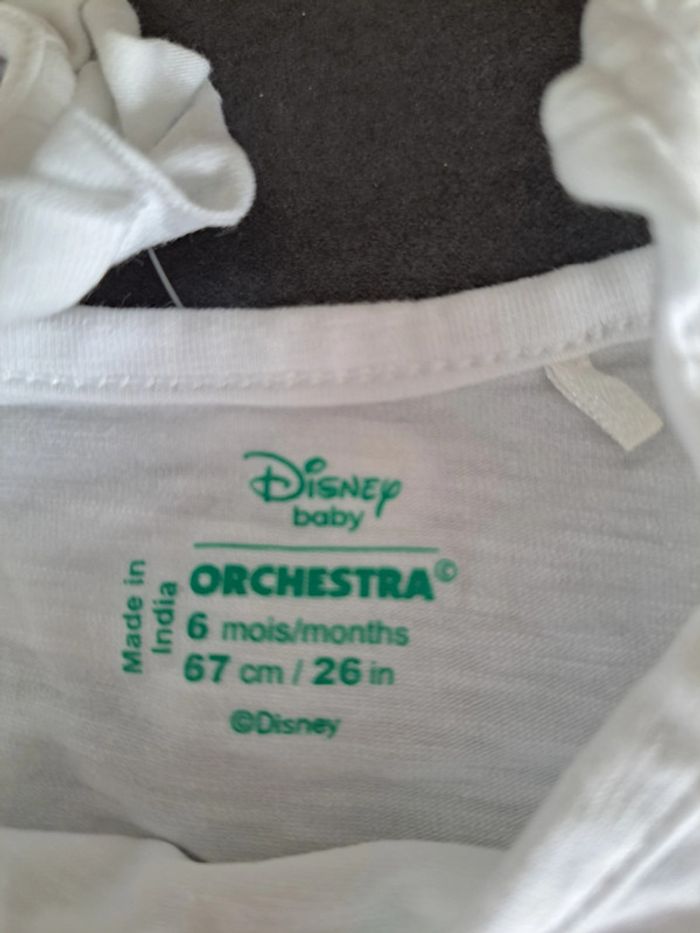 Disney
baby
ORCHESTRA©
6 mois/months
67 cm / 26 in
©Disney
Made in
India